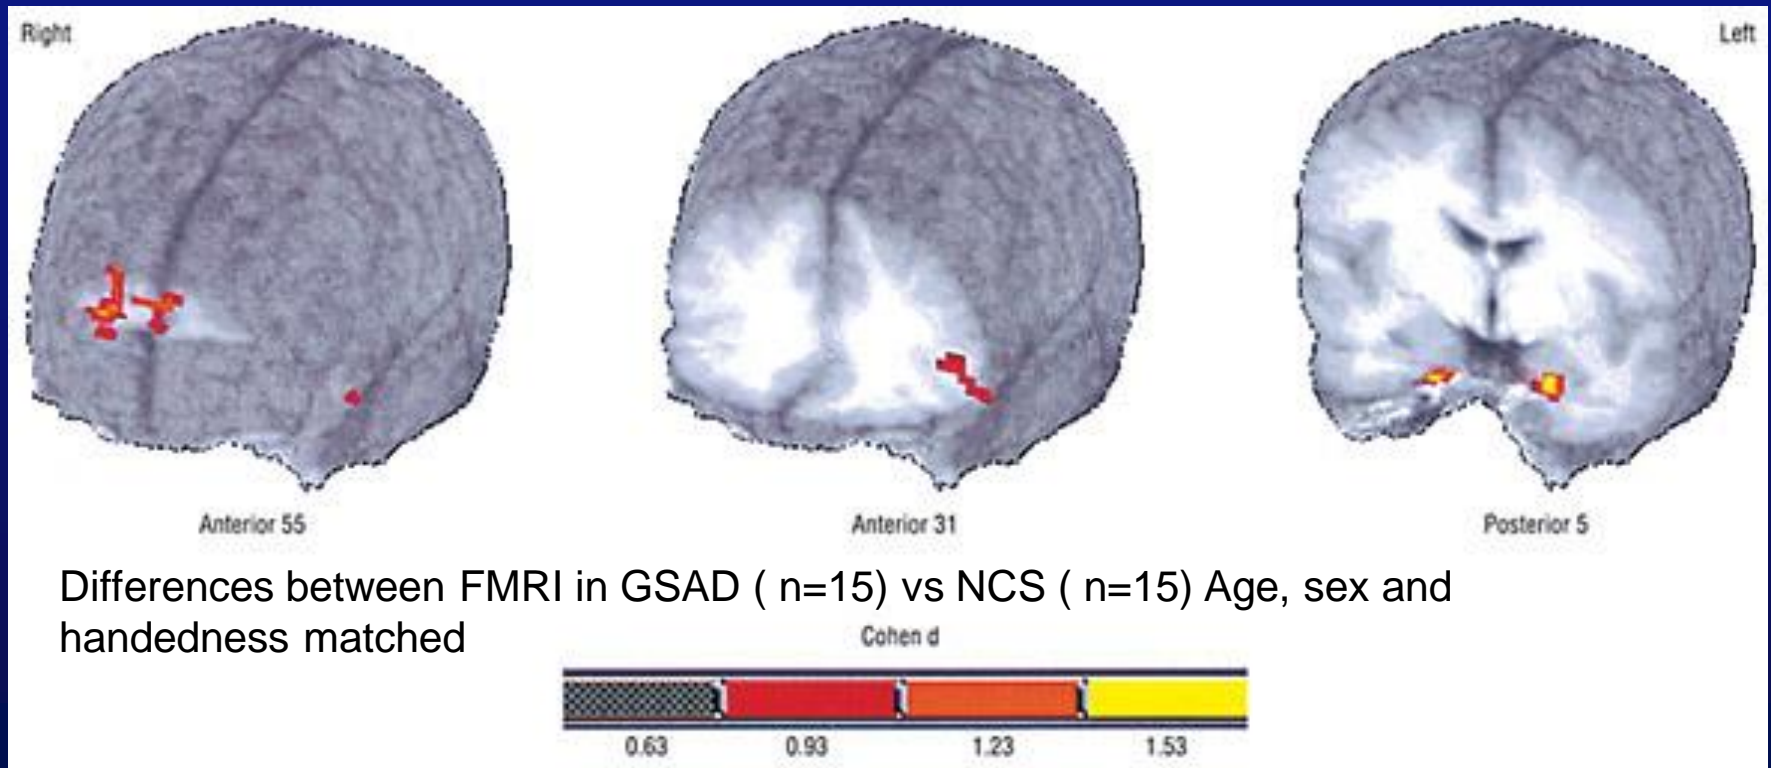 Right
Left
Anterior 55
Anterior 31
Posterior 5
Differences between FMRI in GSAD ( n=15) vs NCS ( n=15) Age, sex and
handedness matched
Cohen d
0.63 0.93 1.23 1.53